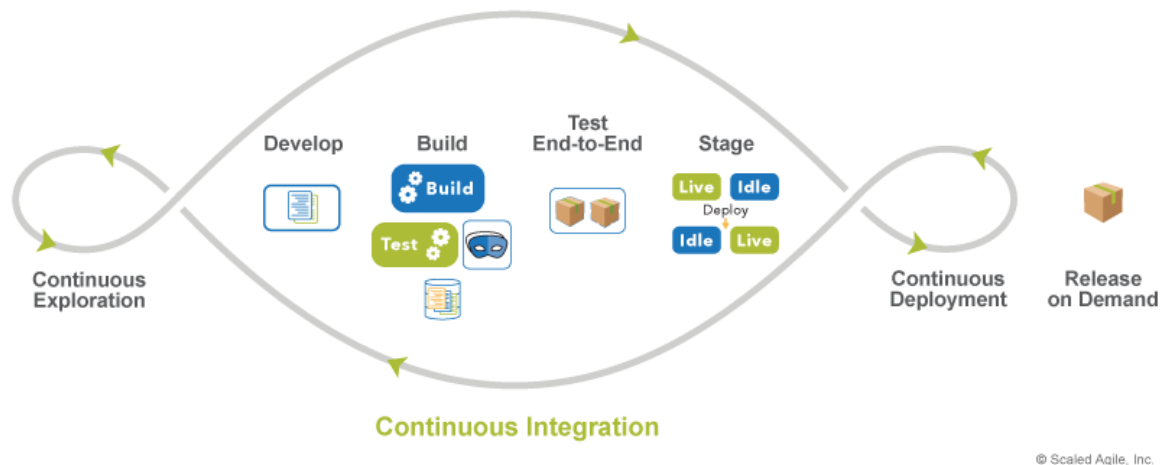 Develop
Build
Test
End-to-End
Stage
Build
Test
Live
Idle
Deploy
Idle
Live
Continuous
Exploration
Continuous
Deployment
Release
on Demand
Continuous Integration
© Scaled Agile, Inc.